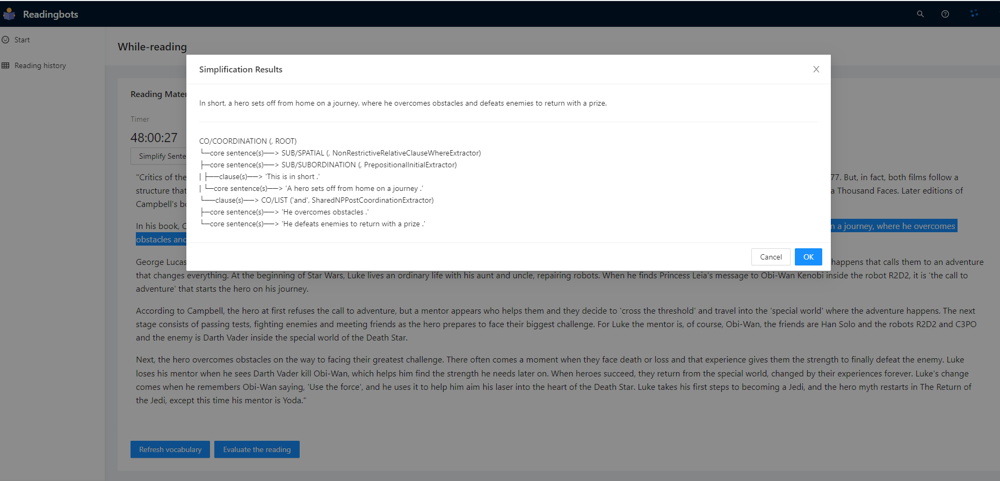 Readingbots
Start
Reading history
While-reading
Simplification Results
In short, a hero sets off from home on a journey, where he overcomes obstacles and defeats enemies to return with a prize.
CO/COORDINATION (, ROOT)
└─core sentence(s)──> SUB/SPATIAL (, NonRestrictiveRelativeClauseWhereExtractor)
├─core sentence(s)──> SUB/SUBORDINATION (, PrepositionalInitialExtractor)
| ├──clause(s)──> 'This is in short .'
| └─core sentence(s)──> 'A hero sets off from home on a journey .'
└──clause(s)──> CO/LIST ('and', SharedNPPostCoordinationExtractor)
├─core sentence(s)──> 'He overcomes obstacles .'
└─core sentence(s)──> 'He defeats enemies to return with a prize .'
Cancel
OK
Reading
Timer
48:00:27
Simplify
"Critics of the 77. But, in fact, both films follow a
structure that a Thousand Faces. Later editions of
Campbell's
In his book, n a journey, where he overcomes
obstacles
George Lucas happens that calls them to an adventure
that changes everything. At the beginning of Star Wars, Luke lives an ordinary life with his aunt and uncle, repairing robots. When he finds Princess Leia's message to Obi-Wan Kenobi inside the robot R2D2, it is 'the call to
adventure' that starts the hero on his journey.
According to Campbell, the hero at first refuses the call to adventure, but a mentor appears who helps them and they decide to 'cross the threshold' and travel into the 'special world' where the adventure happens. The next
stage consists of passing tests, fighting enemies and meeting friends as the hero prepares to face their biggest challenge. For Luke the mentor is, of course, Obi-Wan, the friends are Han Solo and the robots R2D2 and C3PO
and the enemy is Darth Vader inside the special world of the Death Star.
Next, the hero overcomes obstacles on the way to facing their greatest challenge. There often comes a moment when they face death or loss and that experience gives them the strength to finally defeat the enemy. Luke
loses his mentor when he sees Darth Vader kill Obi-Wan, which helps him find the strength he needs later on. When heroes succeed, they return from the special world, changed by their experiences forever. Luke's change
comes when he remembers Obi-Wan saying, 'Use the force', and he uses it to help him aim his laser into the heart of the Death Star. Luke takes his first steps to becoming a Jedi, and the hero myth restarts in The Return of
the Jedi, except this time his mentor is Yoda."
Refresh vocabulary
Evaluate the reading